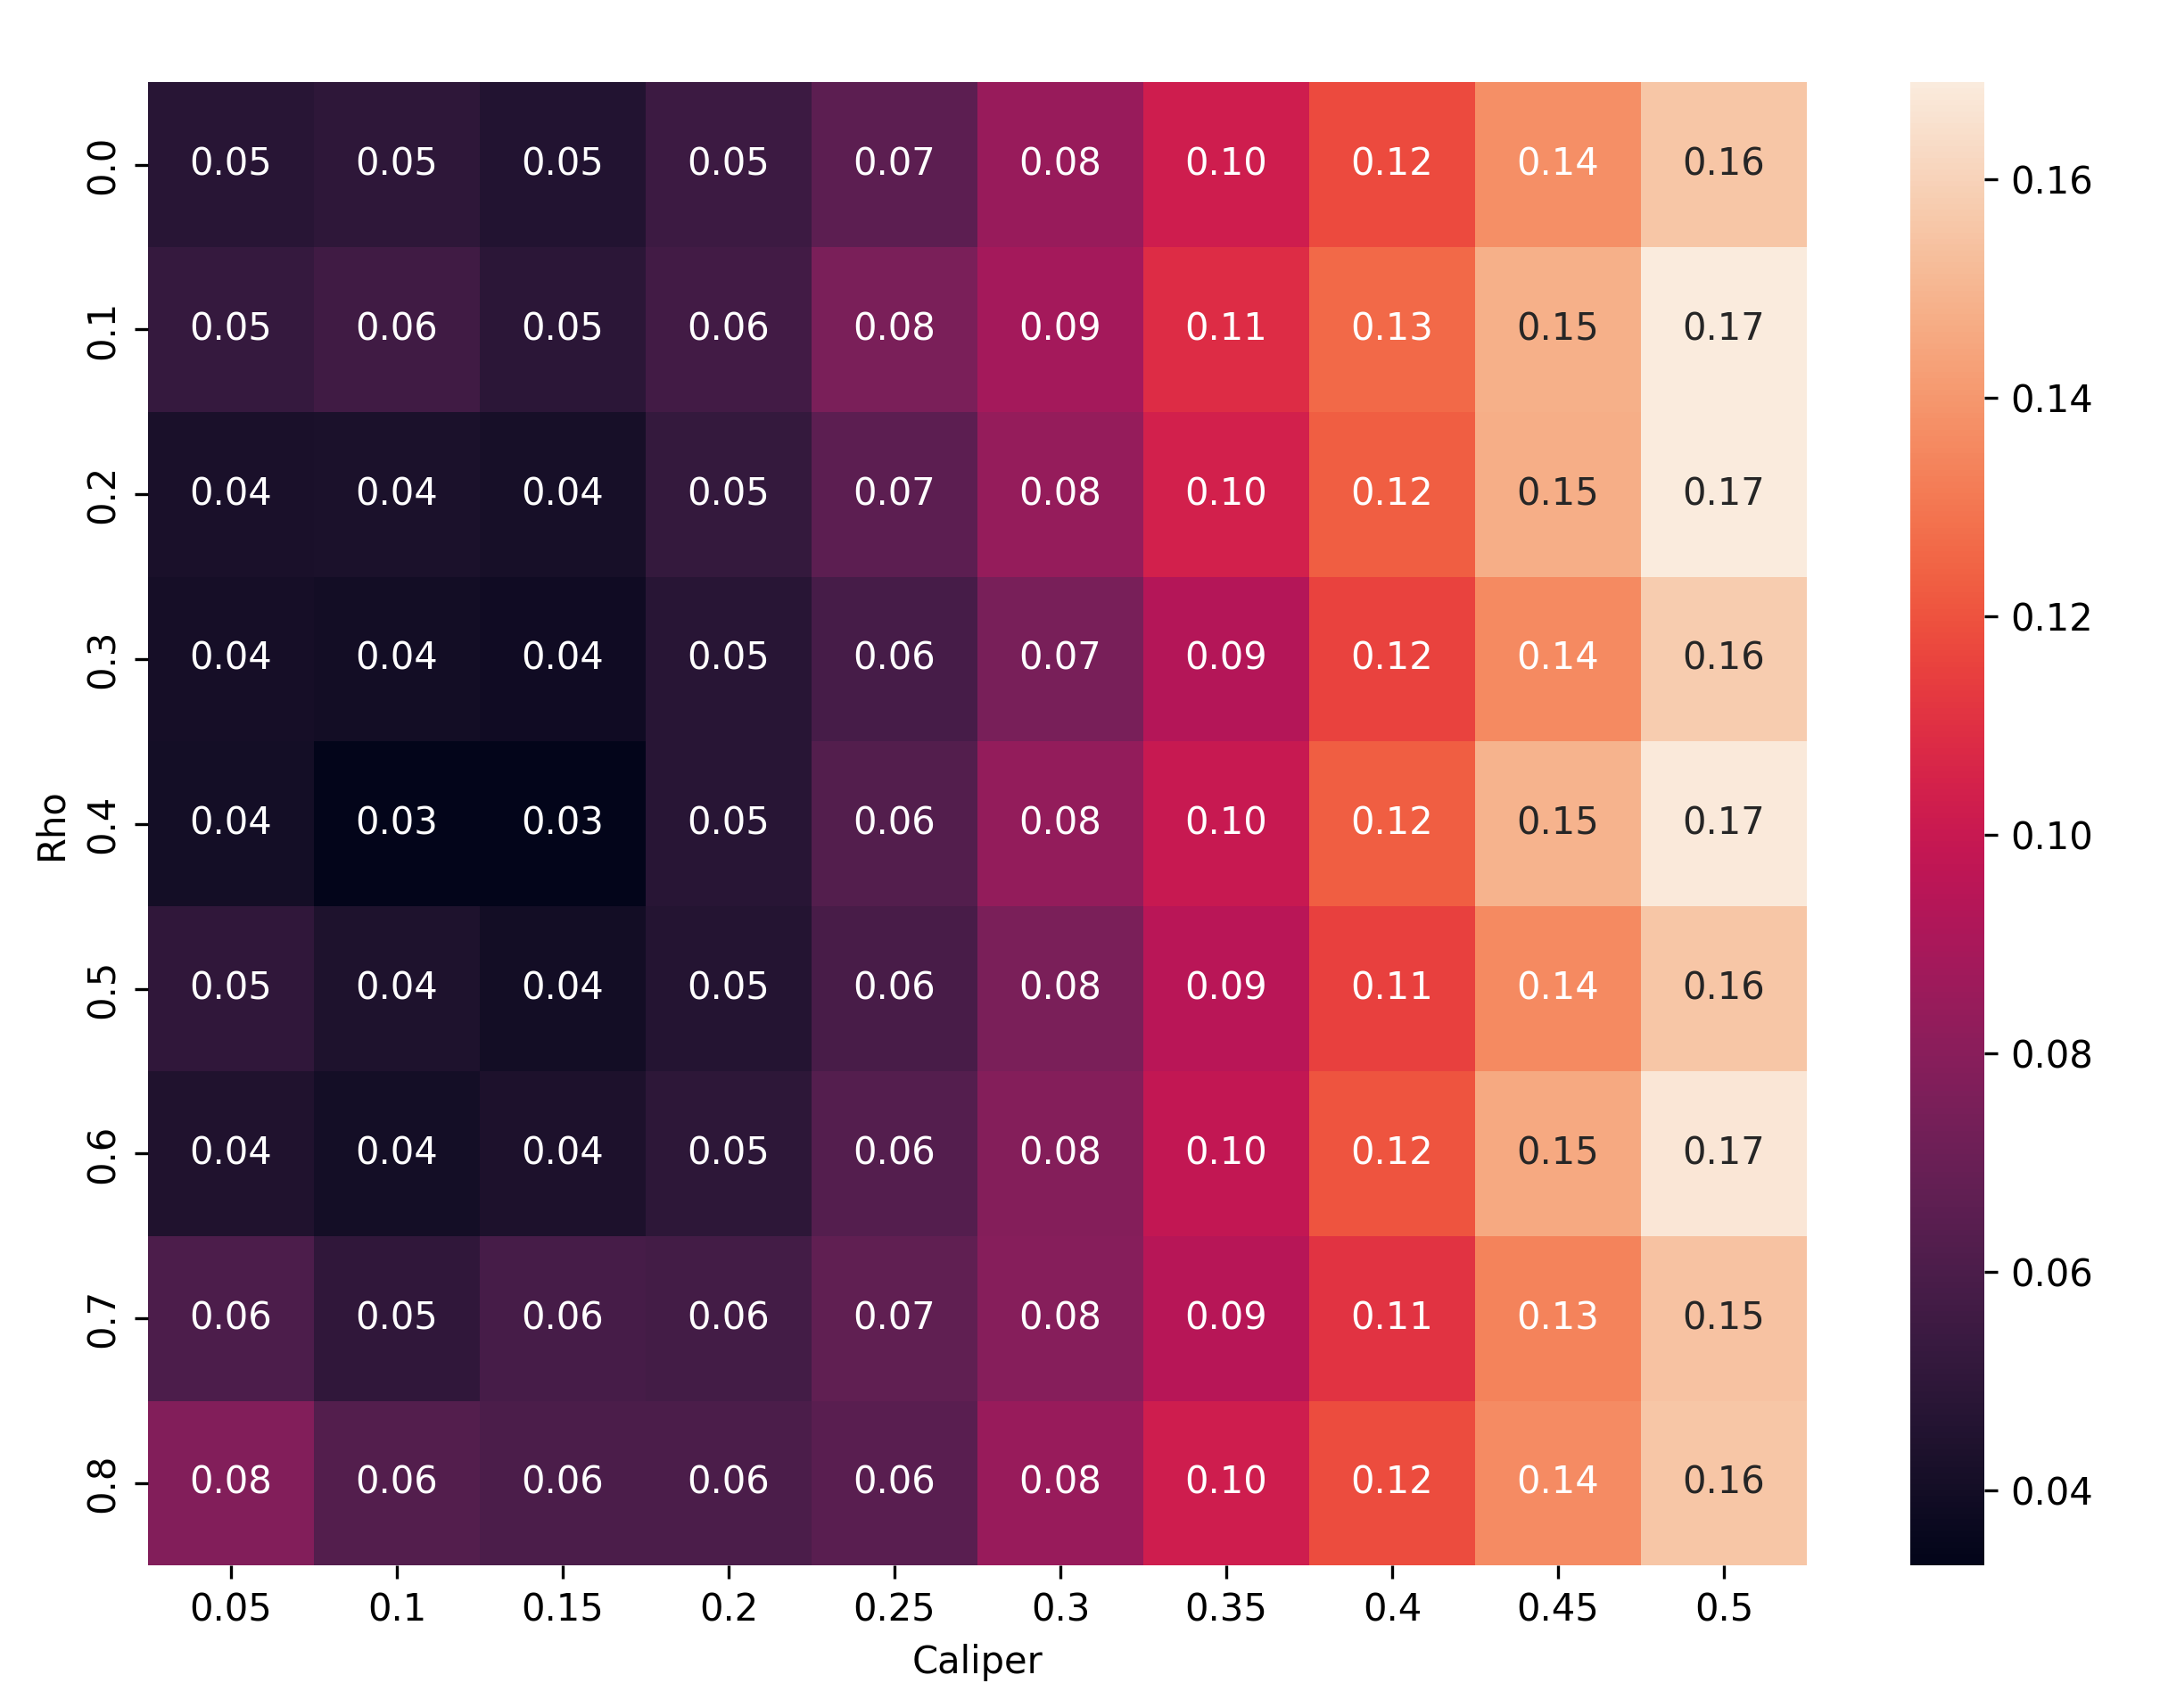 0.0 0.05 0.05 0.05 0.05 0.07 0.08 0.10 0.12 0.14 0.16
0.1 0.05 0.06 0.05 0.06 0.08 0.09 0.11 0.13 0.15 0.17
0.2 0.04 0.04 0.04 0.05 0.07 0.08 0.10 0.12 0.15 0.17
0.3 0.04 0.04 0.04 0.05 0.06 0.07 0.09 0.12 0.14 0.16
0.4 0.04 0.03 0.03 0.05 0.06 0.08 0.10 0.12 0.15 0.17
0.5 0.05 0.04 0.04 0.05 0.06 0.08 0.09 0.11 0.14 0.16
0.6 0.04 0.04 0.04 0.05 0.06 0.08 0.10 0.12 0.15 0.17
0.7 0.06 0.05 0.06 0.06 0.07 0.08 0.09 0.11 0.13 0.15
0.8 0.08 0.06 0.06 0.06 0.06 0.08 0.10 0.12 0.14 0.16
0.05 0.1 0.15 0.2 0.25 0.3 0.35 0.4 0.45 0.5
Caliper
Rho
0.16
0.14
0.12
0.10
0.08
0.06
0.04